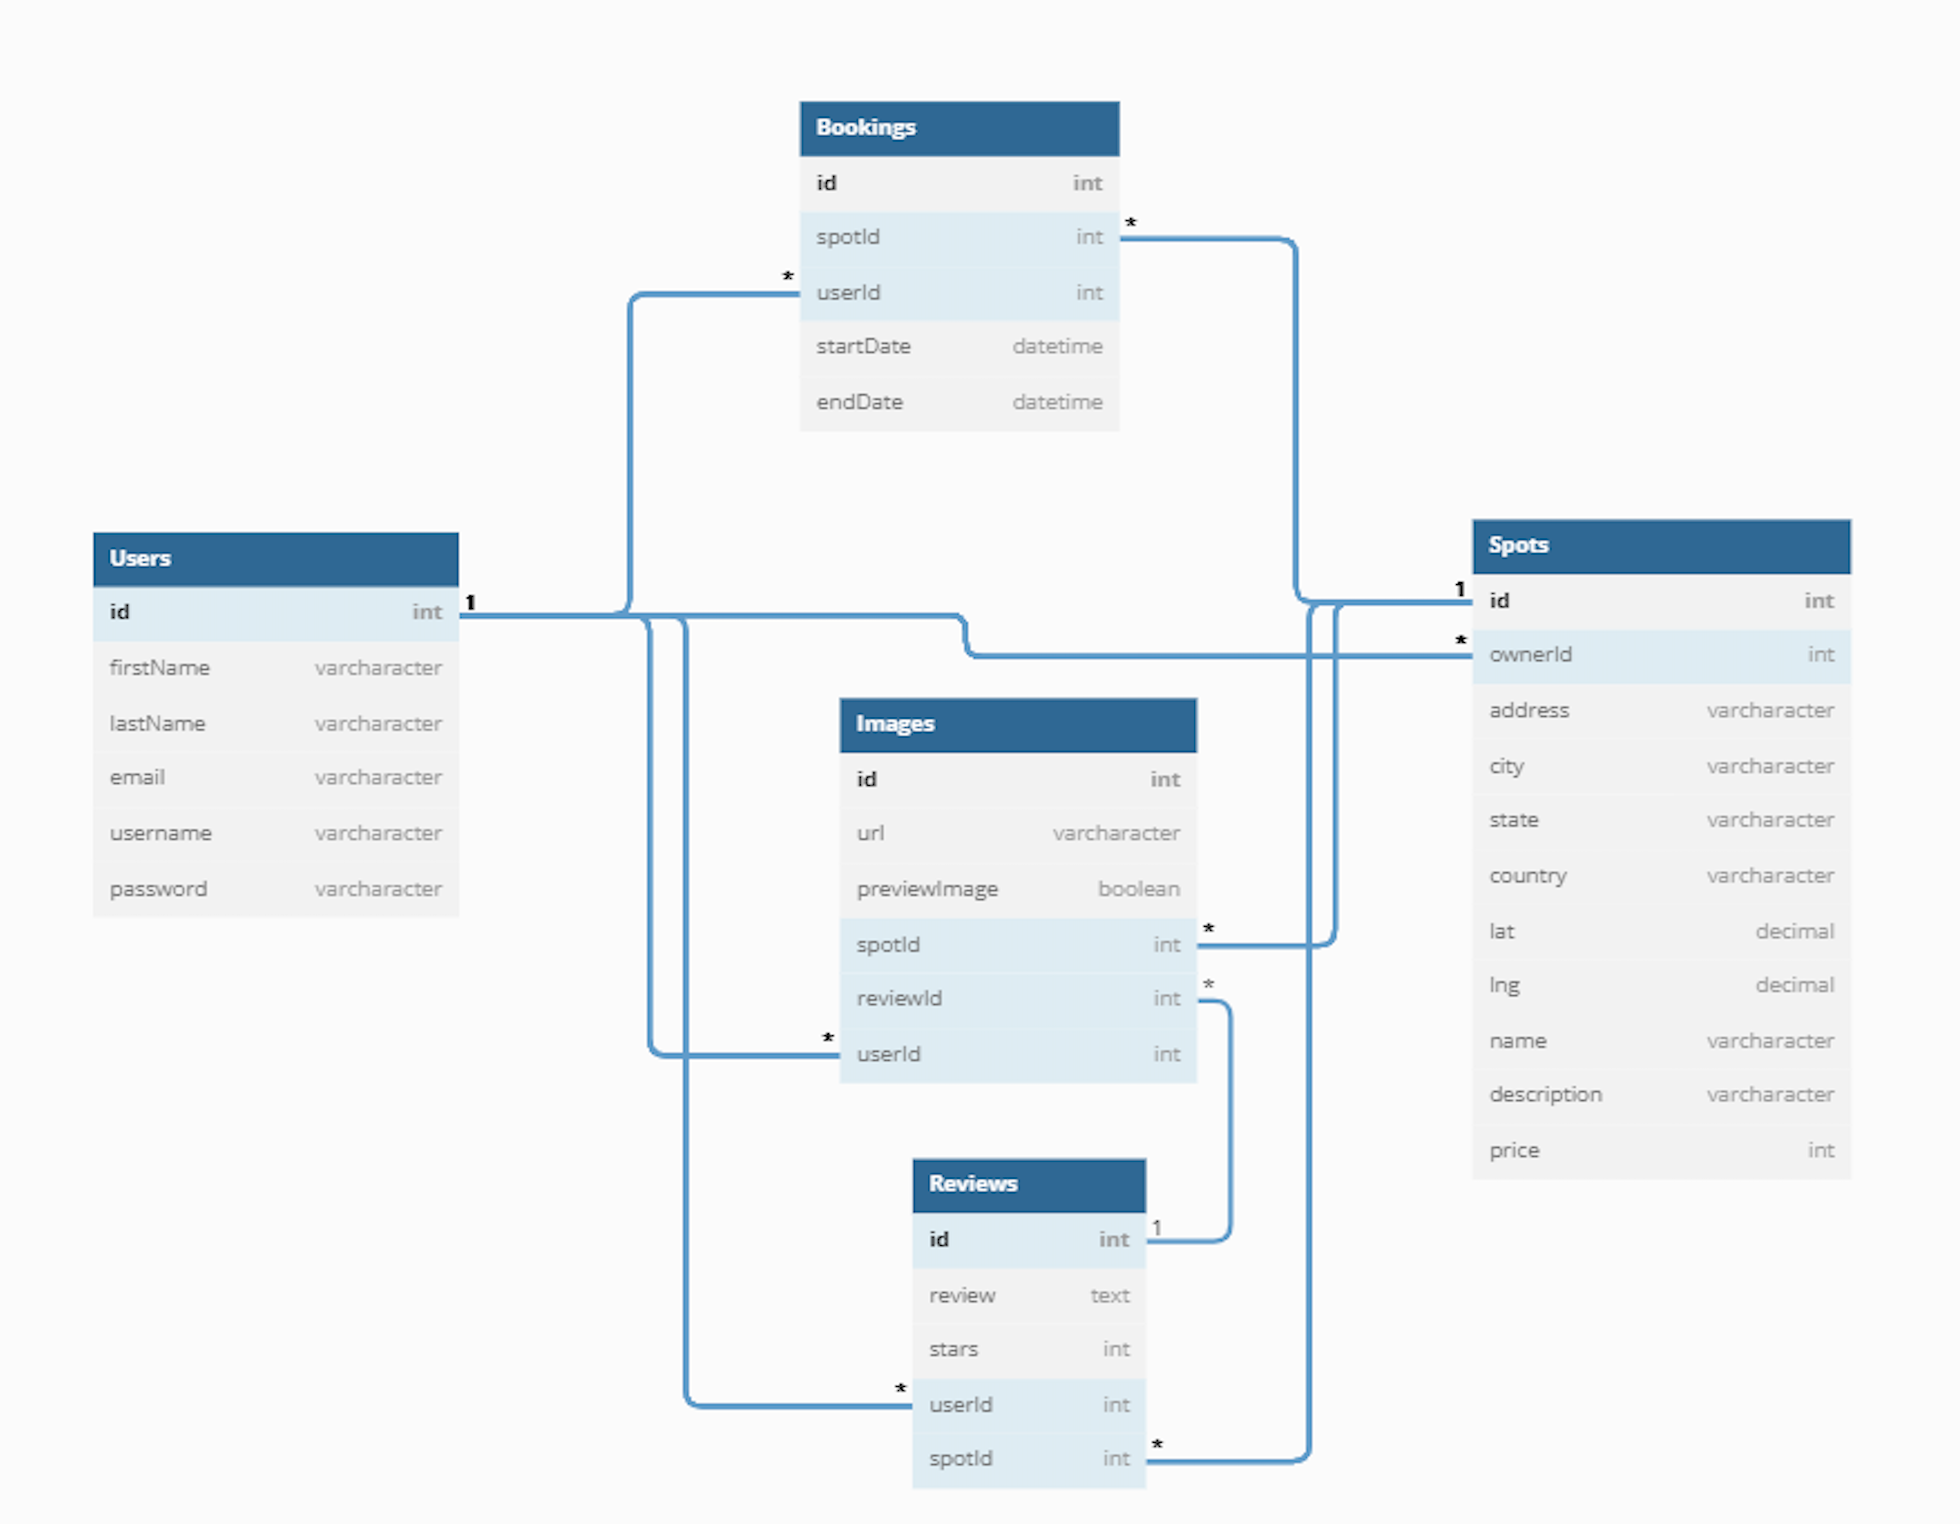 Bookings
id int
spotId int *
* userId int
startDate datetime
endDate datetime
Users
id int 1
firstName varcharacter
lastName varcharacter
email varcharacter
username varcharacter
password varcharacter
Spots
1 id int
* ownerId int
address varcharacter
city varcharacter
state varcharacter
country varcharacter
lat decimal
lng decimal
name varcharacter
description varcharacter
price int
Images
id int
url varcharacter
previewImage boolean
spotId int *
reviewId int *
* userId int
Reviews
id int 1
review text
stars int
* userId int
spotId int *